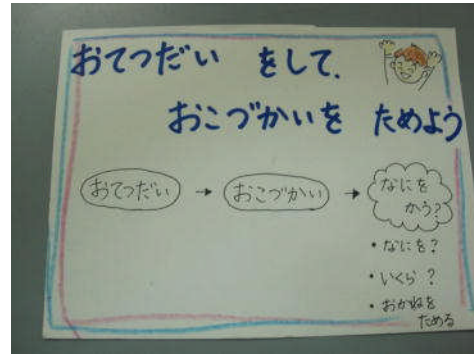 おてつだい をして.
おこづかいを ためよう
おてつだい → おこづかい → なにを
かう?
・なにを?
・いくら?
・おかねを
ためる